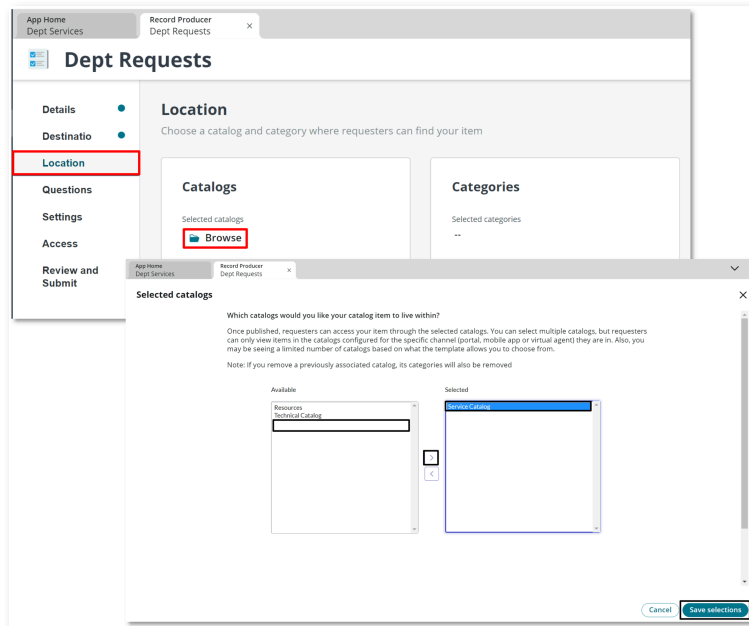 App Home
Dept Services
Record Producer
Dept Requests
Dept Requests
Details
Destinatio
Location
Questions
Settings
Access
Review and
Submit
Location
Choose a catalog and category where requesters can find your item
Catalogs
Selected catalogs
Browse
Categories
Selected categories
--
App Home
Dept Services
Record Producer
Dept Requests
Selected catalogs
Which catalogs would you like your catalog item to live within?
Once published, requesters can access your item through the selected catalogs. You can select multiple catalogs, but requesters
can only view items in the catalogs configured for the specific channel (portal, mobile app or virtual agent) they are in. Also, you
may be seeing a limited number of catalogs based on what the template allows you to choose from.
Note: If you remove a previously associated catalog, its categories will also be removed
Available
Resources
Technical Catalog
Selected
Service Catalog
Cancel
Save selections